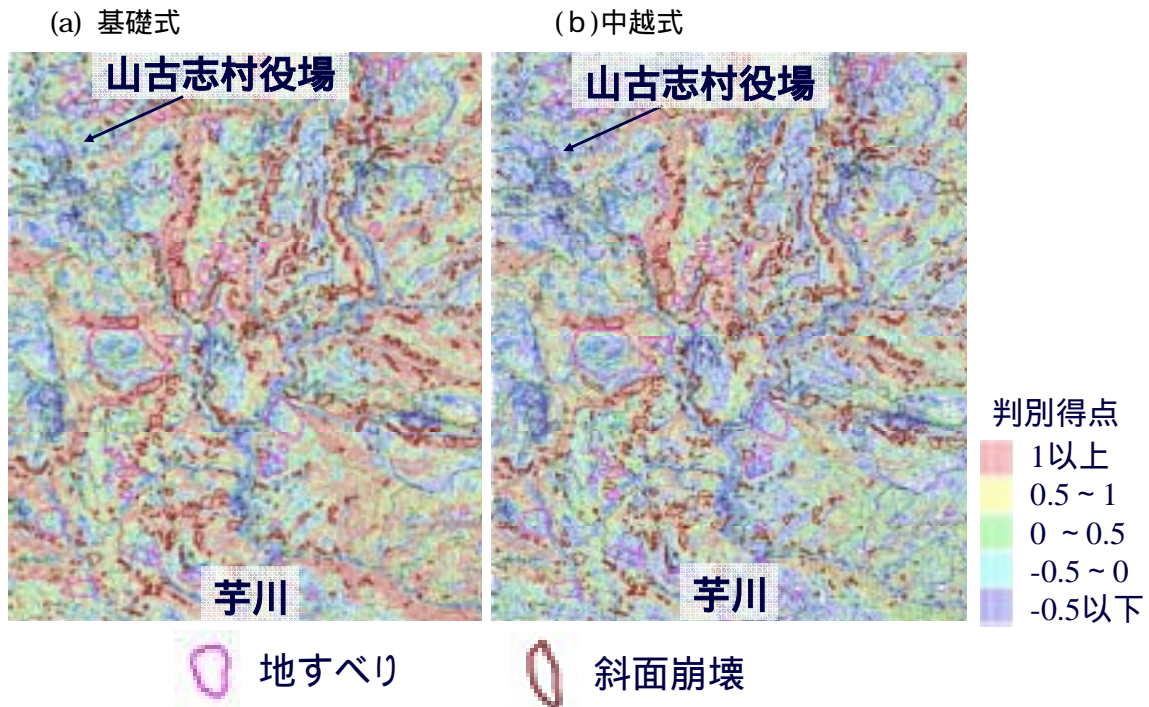 (a) 基礎式
(b)中越式
山古志村役場
山古志村役場
判別得点
1以上
0.5~1
0 ~0.5
-0.5~0
-0.5以下
芋川
芋川
地すべり
斜面崩壊